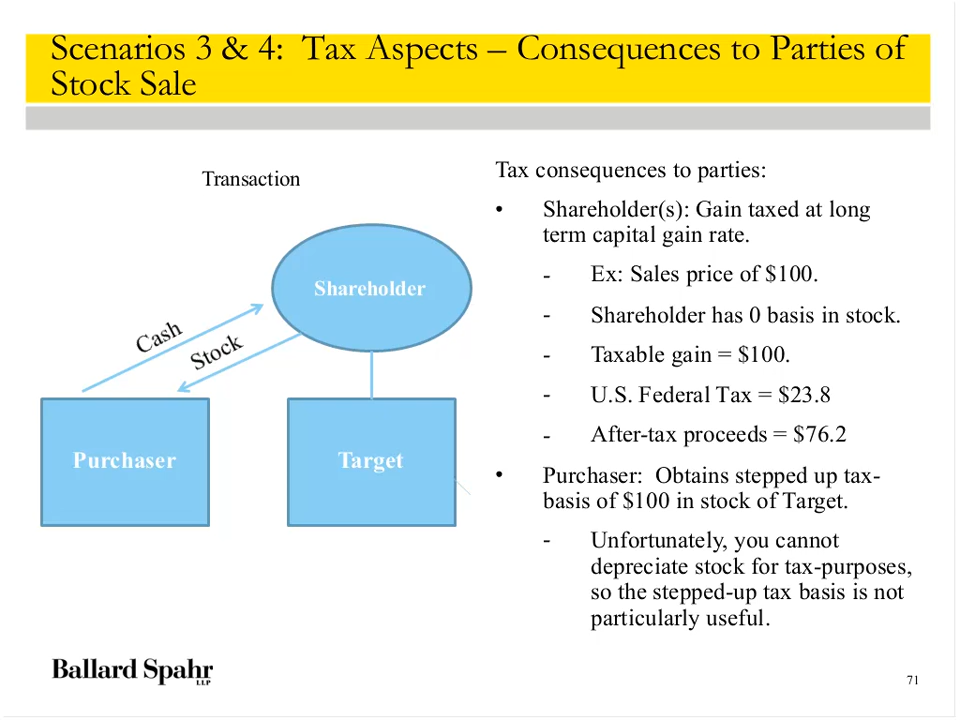 Scenarios 3 & 4:  Tax Aspects – Consequences to Parties of
Stock Sale
Transaction
Shareholder
Cash
Stock
Purchaser
Target
Tax consequences to parties:
• Shareholder(s): Gain taxed at long
term capital gain rate.
- Ex: Sales price of $100.
- Shareholder has 0 basis in stock.
- Taxable gain = $100.
- U.S. Federal Tax = $23.8
- After-tax proceeds = $76.2
• Purchaser:  Obtains stepped up tax-
basis of $100 in stock of Target.
- Unfortunately, you cannot
depreciate stock for tax-purposes,
so the stepped-up tax basis is not
particularly useful.
Ballard Spahr
LLP
71